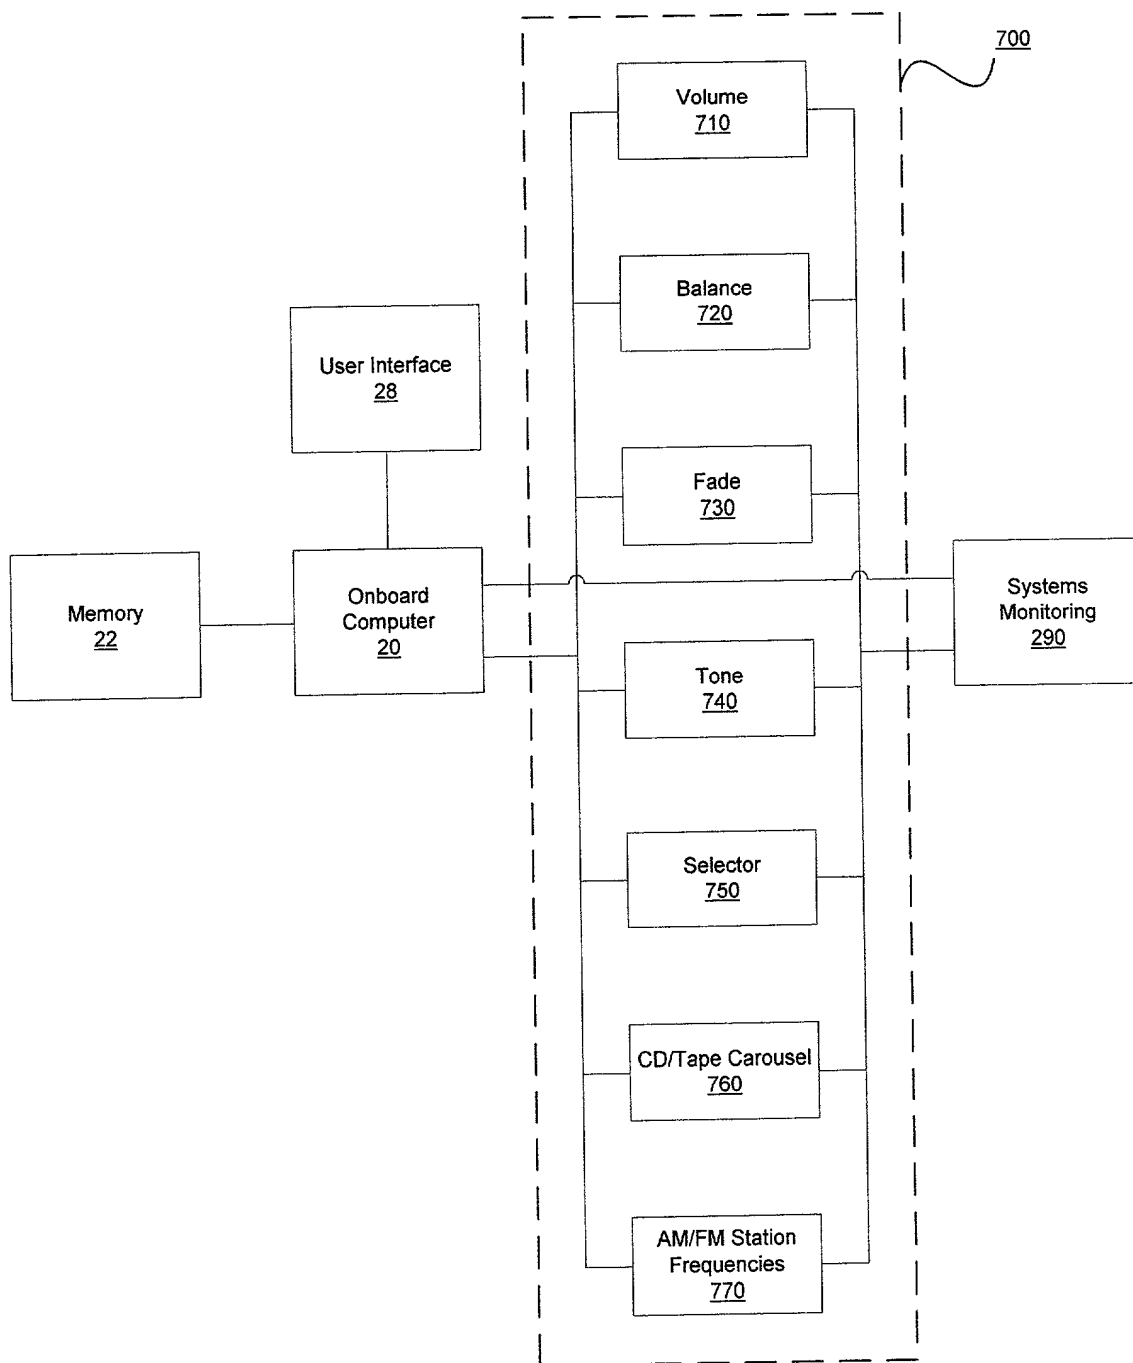 700
Volume
710
Balance
720
User Interface
28
Fade
730
Memory
22
Onboard
Computer
20
Systems
Monitoring
290
Tone
740
Selector
750
CD/Tape Carousel
760
AM/FM Station
Frequencies
770